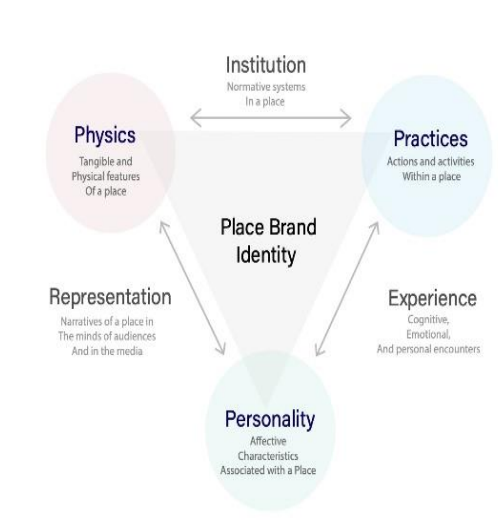 Institution
Normative systems
In a place
Physics
Tangible and
Physical features
Of a place
Practices
Actions and activities
Within a place
Place Brand
Identity
Representation
Narratives of a place in
The minds of audiences
And in the media
Experience
Cognitive,
Emotional,
And personal encounters
Personality
Affective
Characteristics
Associated with a Place